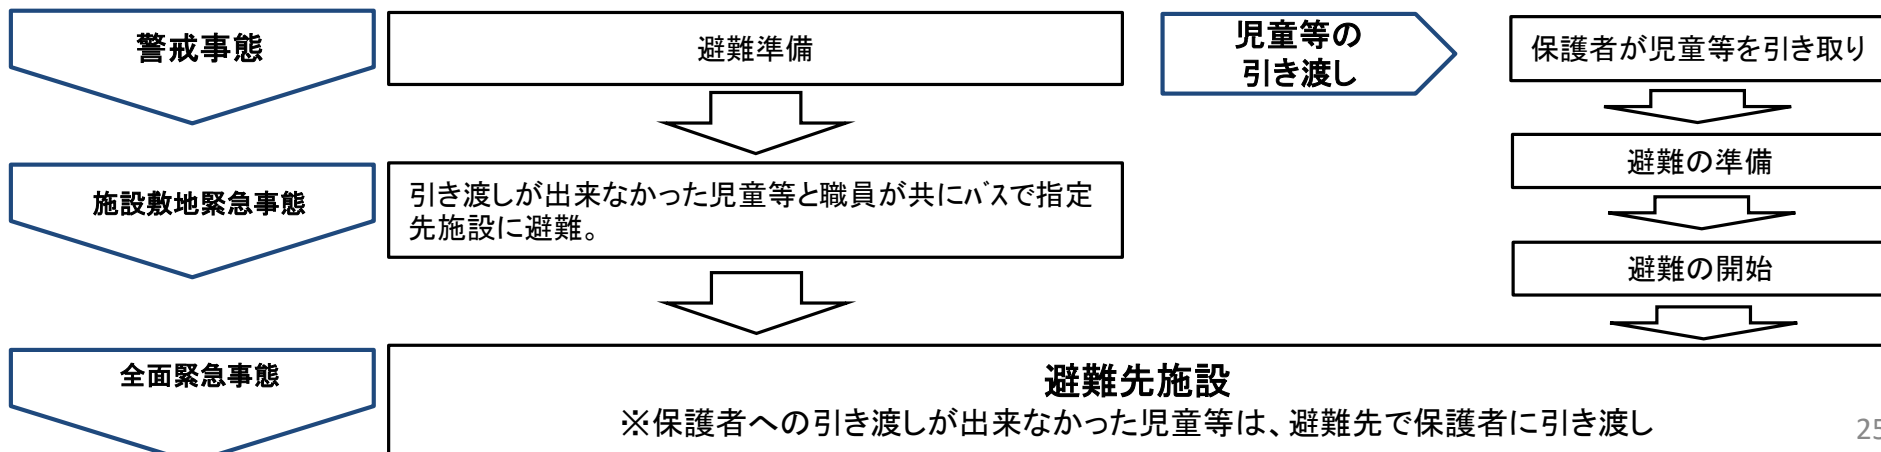 警戒事態
避難準備
児童等の
引き渡し
保護者が児童等を引き取り
避難の準備
施設敷地緊急事態
引き渡しが出来なかった児童等と職員が共にﾊﾞｽで指定
先施設に避難。
避難の開始
全面緊急事態
避難先施設
※保護者への引き渡しが出来なかった児童等は、避難先で保護者に引き渡し
25